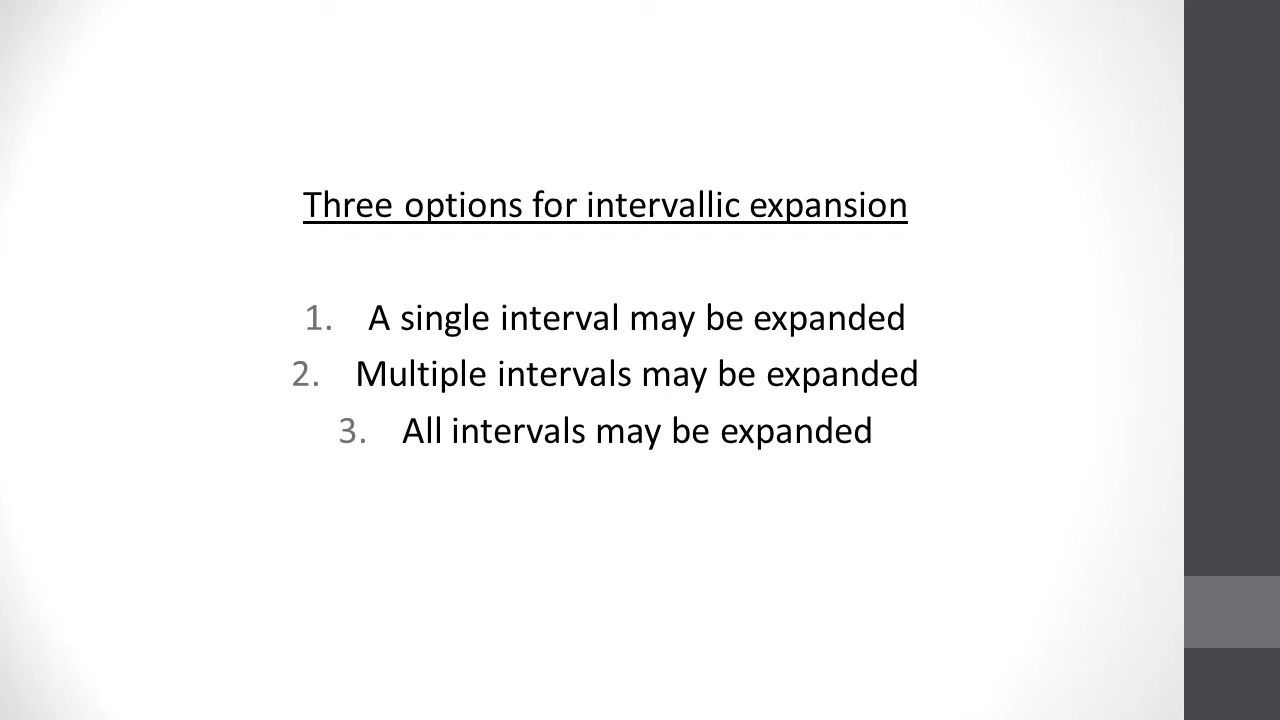 Three options for intervallic expansion
1. A single interval may be expanded
2. Multiple intervals may be expanded
3. All intervals may be expanded